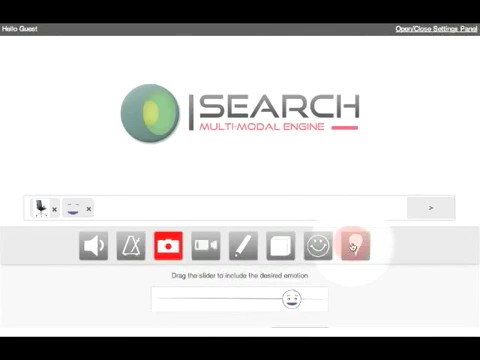 Hello Guest
Open/Close Settings Panel
|SEARCH
MULTI-MODAL ENGINE
>
Drag the slider to include the desired emotion